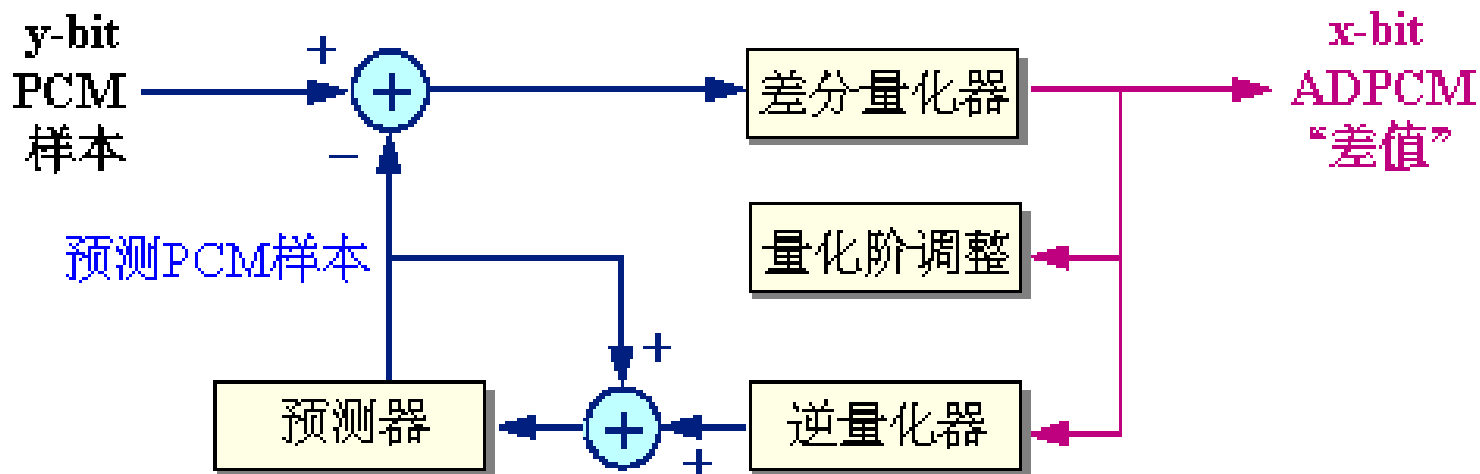 y-bit
PCM
样本
+
+
−
差分量化器
x-bit
ADPCM
“差值”
预测PCM样本
量化阶调整
+
预测器
+
+
逆量化器